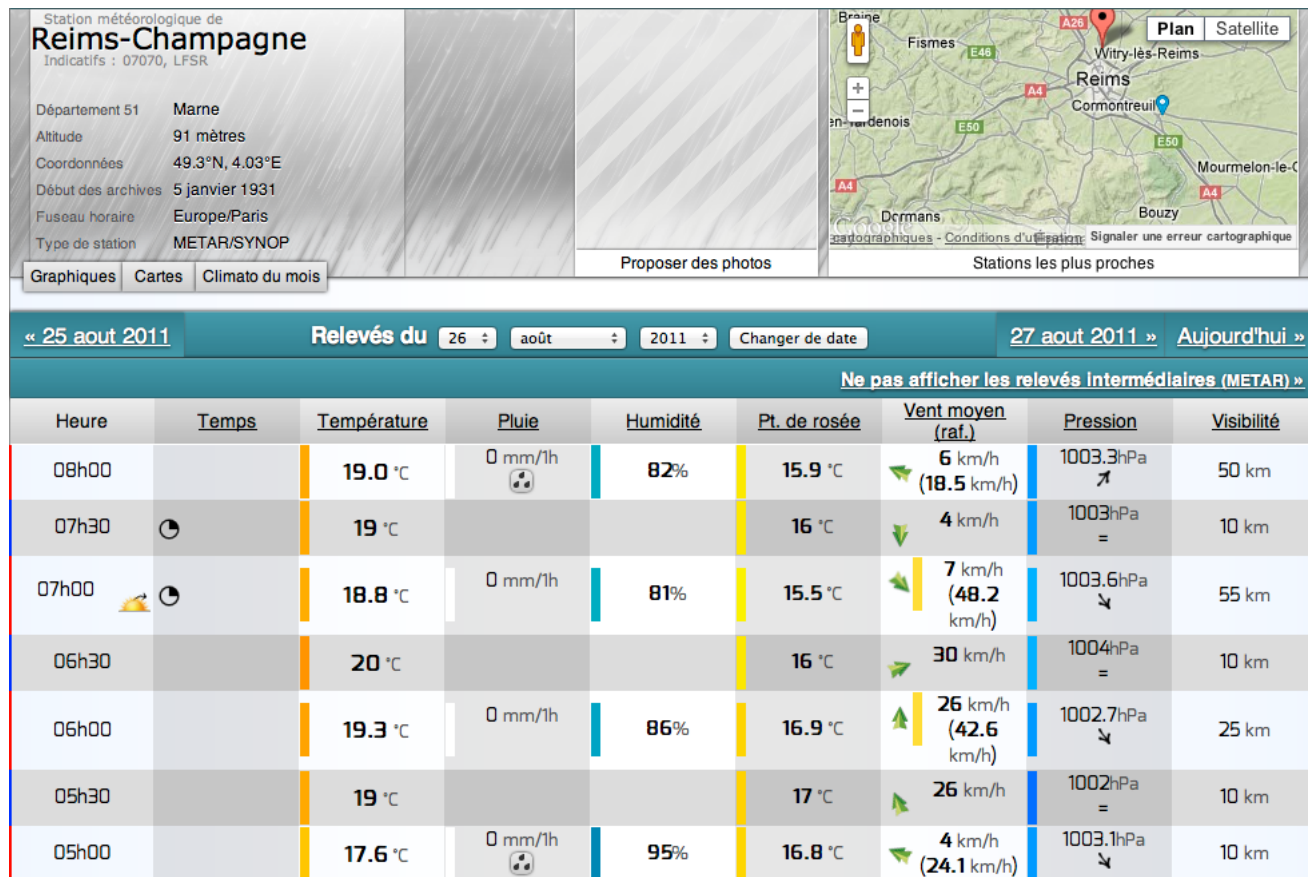 Station météorologique de
Reims-Champagne
Indicatifs : 07070, LFSR
Département 51 Marne
Altitude 91 mètres
Coordonnées 49.3°N, 4.03°E
Début des archives 5 janvier 1931
Fuseau horaire Europe/Paris
Type de station METAR/SYNOP
Graphiques Cartes Climato du mois
Proposer des photos
Braine
Fismes
E46
A26
Plan Satellite
Witry-lès-Reims
Reims
A4
Cormontreuil
E50
E50
Mourmelon-le-
A4
A4
Dormans
Bouzy
cartographiques - Conditions d'utilisation Signaler une erreur cartographique
Stations les plus proches
« 25 aout 2011 Relevés du 26 août 2011 Changer de date 27 aout 2011 » Aujourd'hui »
Ne pas afficher les relevés intermédiaires (METAR) »
Heure Temps Température Pluie Humidité Pt. de rosée Vent moyen (raf.) Pression Visibilité
08h00 19.0 °C 0 mm/1h 82% 15.9 °C 6 km/h (18.5 km/h) 1003.3hPa 50 km
07h30 19 °C 16 °C 4 km/h 1003hPa = 10 km
07h00 18.8 °C 0 mm/1h 81% 15.5 °C 7 km/h (48.2 km/h) 1003.6hPa 55 km
06h30 20 °C 16 °C 30 km/h 1004hPa = 10 km
06h00 19.3 °C 0 mm/1h 86% 16.9 °C 26 km/h (42.6 km/h) 1002.7hPa 25 km
05h30 19 °C 17 °C 26 km/h 1002hPa = 10 km
05h00 17.6 °C 0 mm/1h 95% 16.8 °C 4 km/h (24.1 km/h) 1003.1hPa 10 km